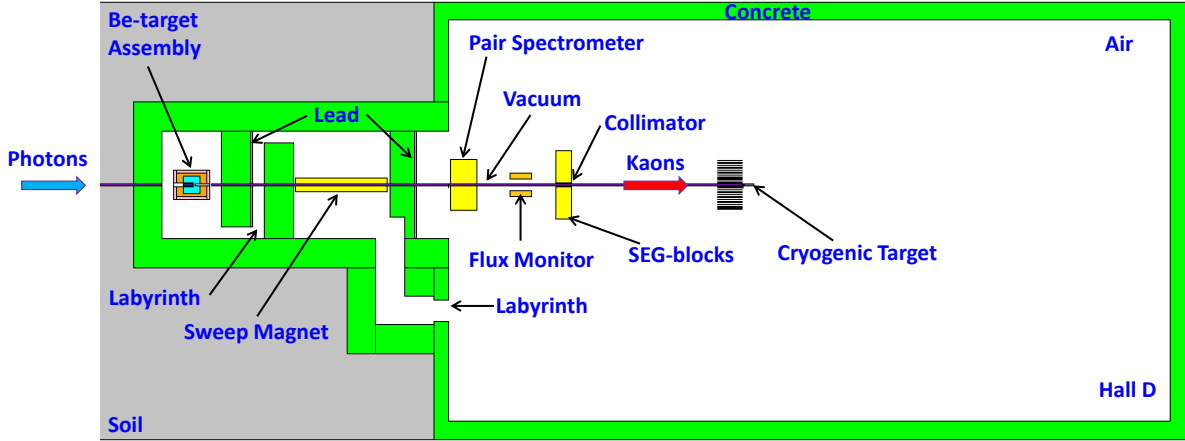 Concrete
Be-target
Assembly
Pair Spectrometer
Air
Vacuum
Lead
Collimator
Photons
Kaons
Flux Monitor
SEG-blocks
Cryogenic Target
Labyrinth
Labyrinth
Sweep Magnet
Hall D
Soil